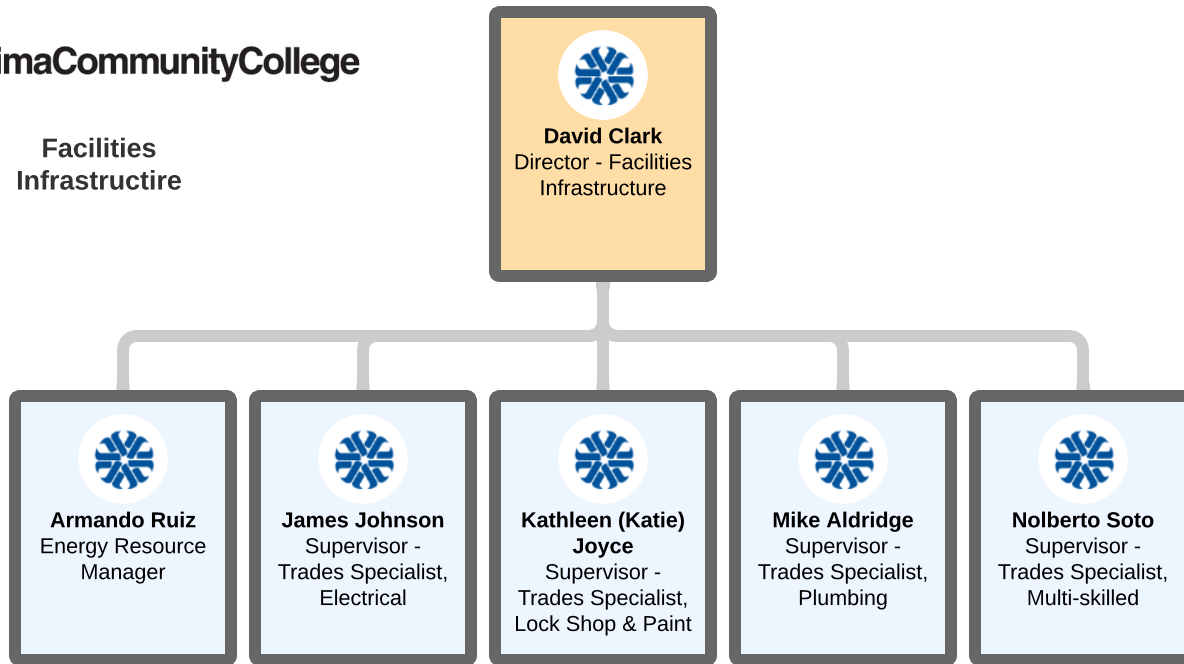 imaCommunityCollege
Facilities
Infrastructire
David Clark
Director - Facilities
Infrastructure
Armando Ruiz
Energy Resource
Manager
James Johnson
Supervisor -
Trades Specialist,
Electrical
Kathleen (Katie)
Joyce
Supervisor -
Trades Specialist,
Lock Shop & Paint
Mike Aldridge
Supervisor -
Trades Specialist,
Plumbing
Nolberto Soto
Supervisor -
Trades Specialist,
Multi-skilled